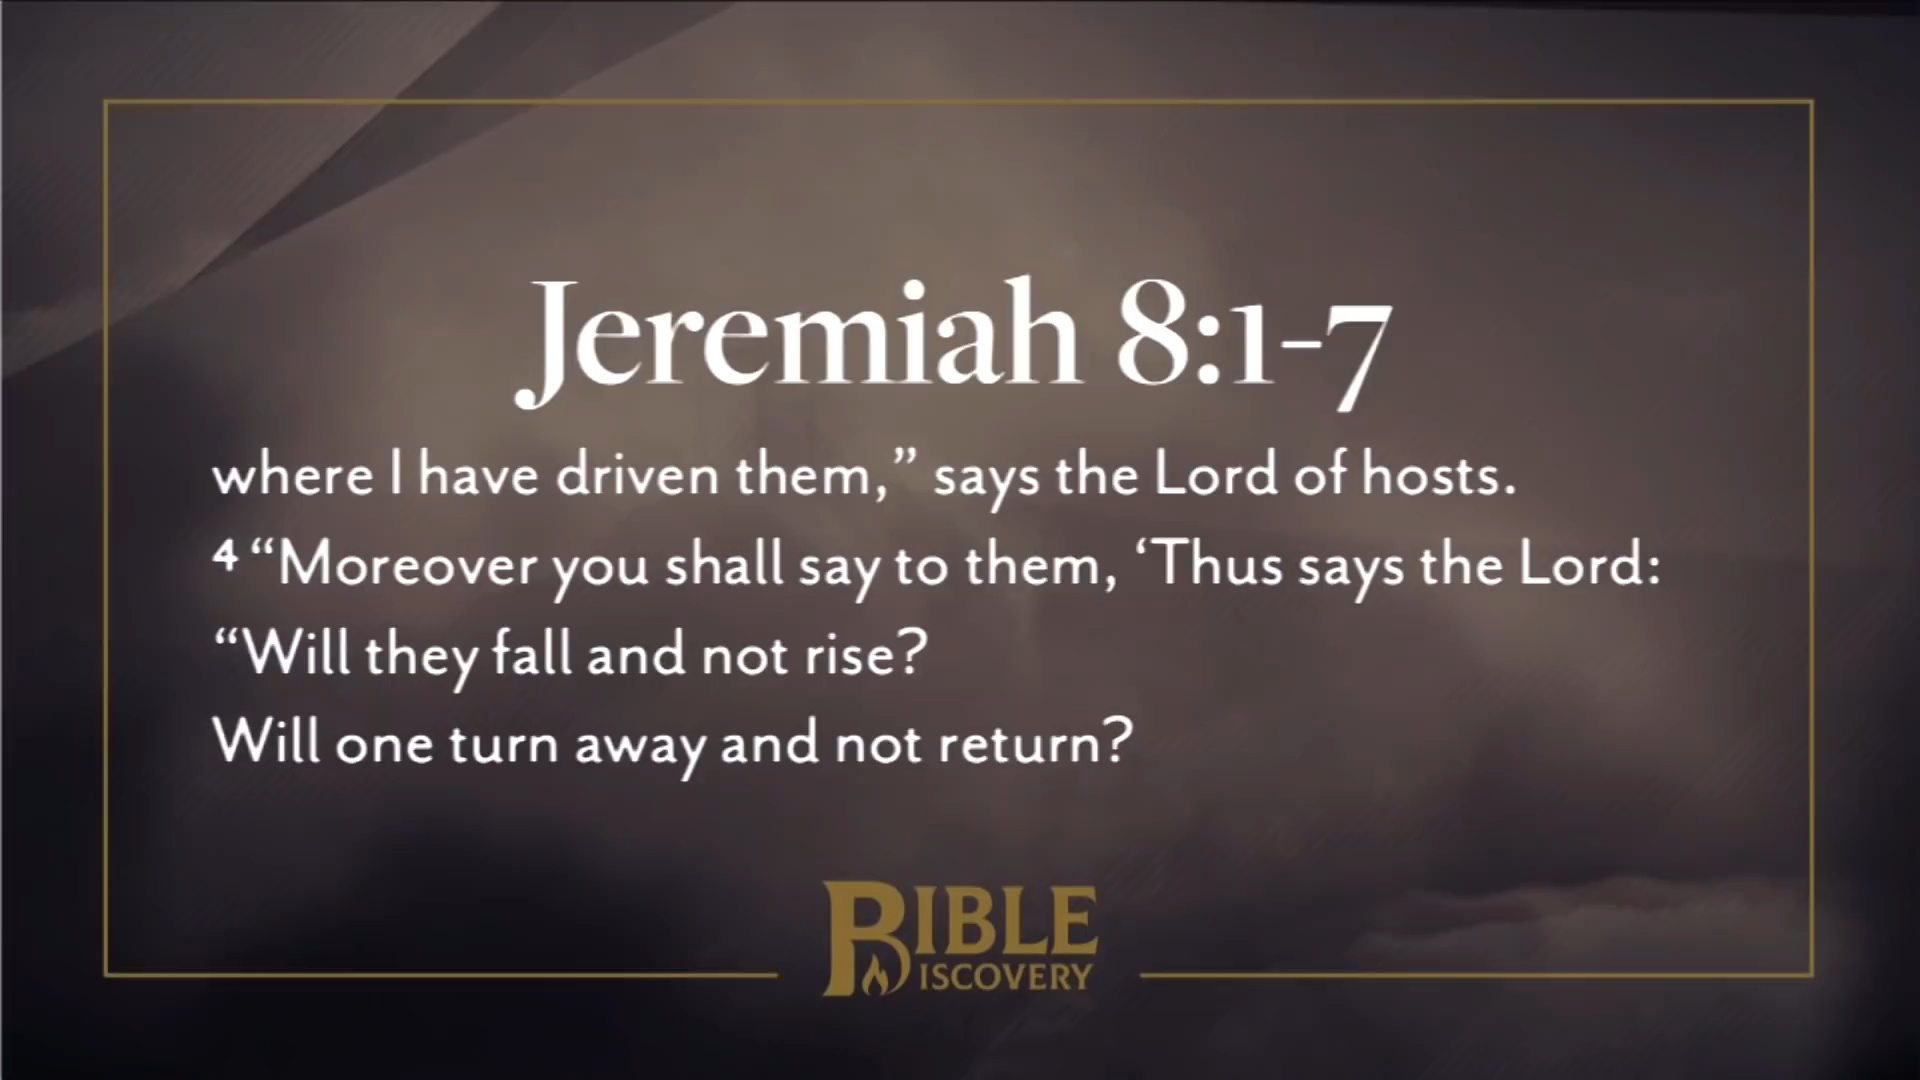 Jeremiah 8:1-7
where I have driven them,” says the Lord of hosts.
4 “Moreover you shall say to them, ‘Thus says the Lord:
“Will they fall and not rise?
Will one turn away and not return?
BIBLE
DISCOVERY